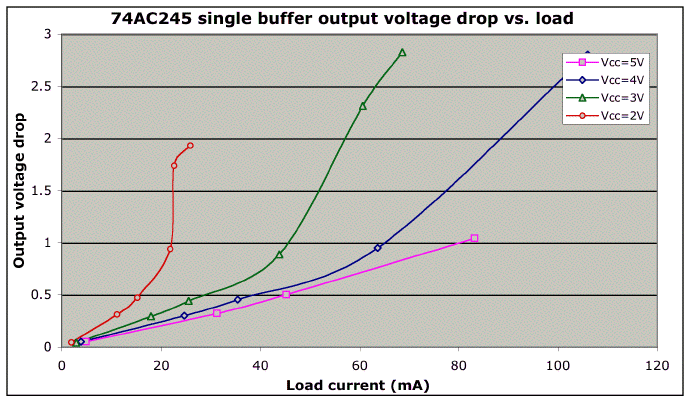 74AC245 single buffer output voltage drop vs. load
3
2.5
2
1.5
1
0.5
0
Output voltage drop
Vcc=5V
Vcc=4V
Vcc=3V
Vcc=2V
0 20 40 60 80 100 120
Load current (mA)